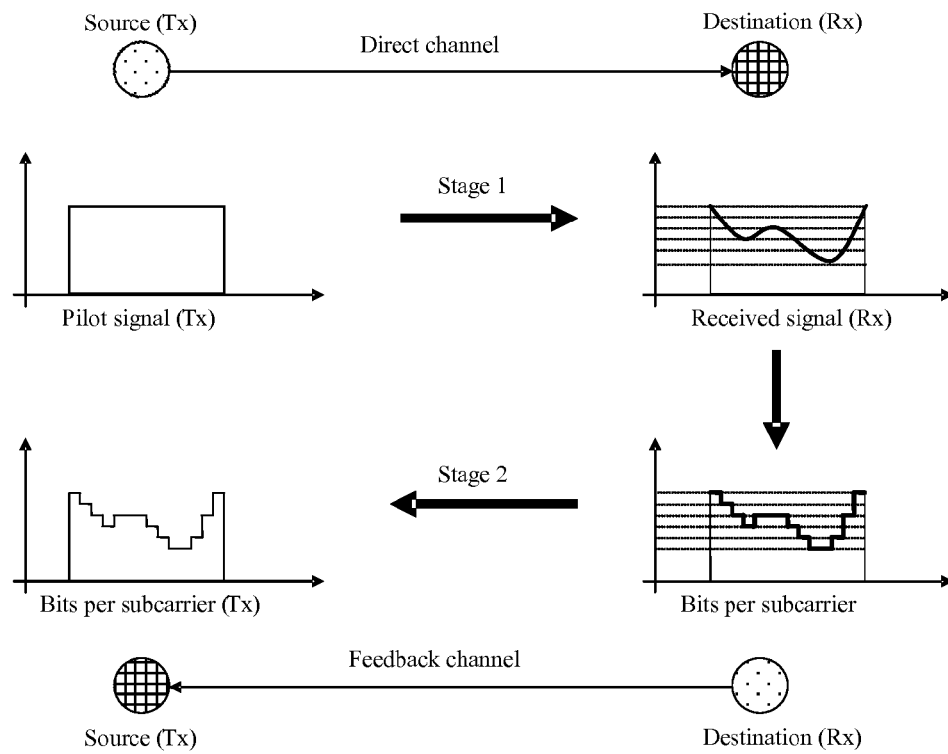 Source (Tx)
Destination (Rx)
Direct channel
Stage 1
Pilot signal (Tx)
Received signal (Rx)
Stage 2
Bits per subcarrier (Tx)
Bits per subcarrier
Feedback channel
Source (Tx)
Destination (Rx)